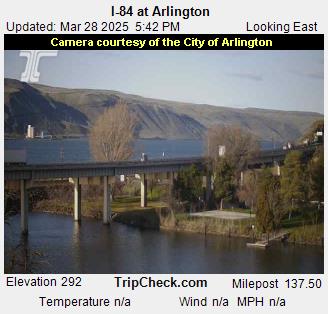 I-84 at Arlington
Updated: Mar 28 2025 5:42 PM Looking East
Camera courtesy of the City of Arlington
Elevation 292 TripCheck.com Milepost 137.50
Temperature n/a Wind n/a MPH n/a